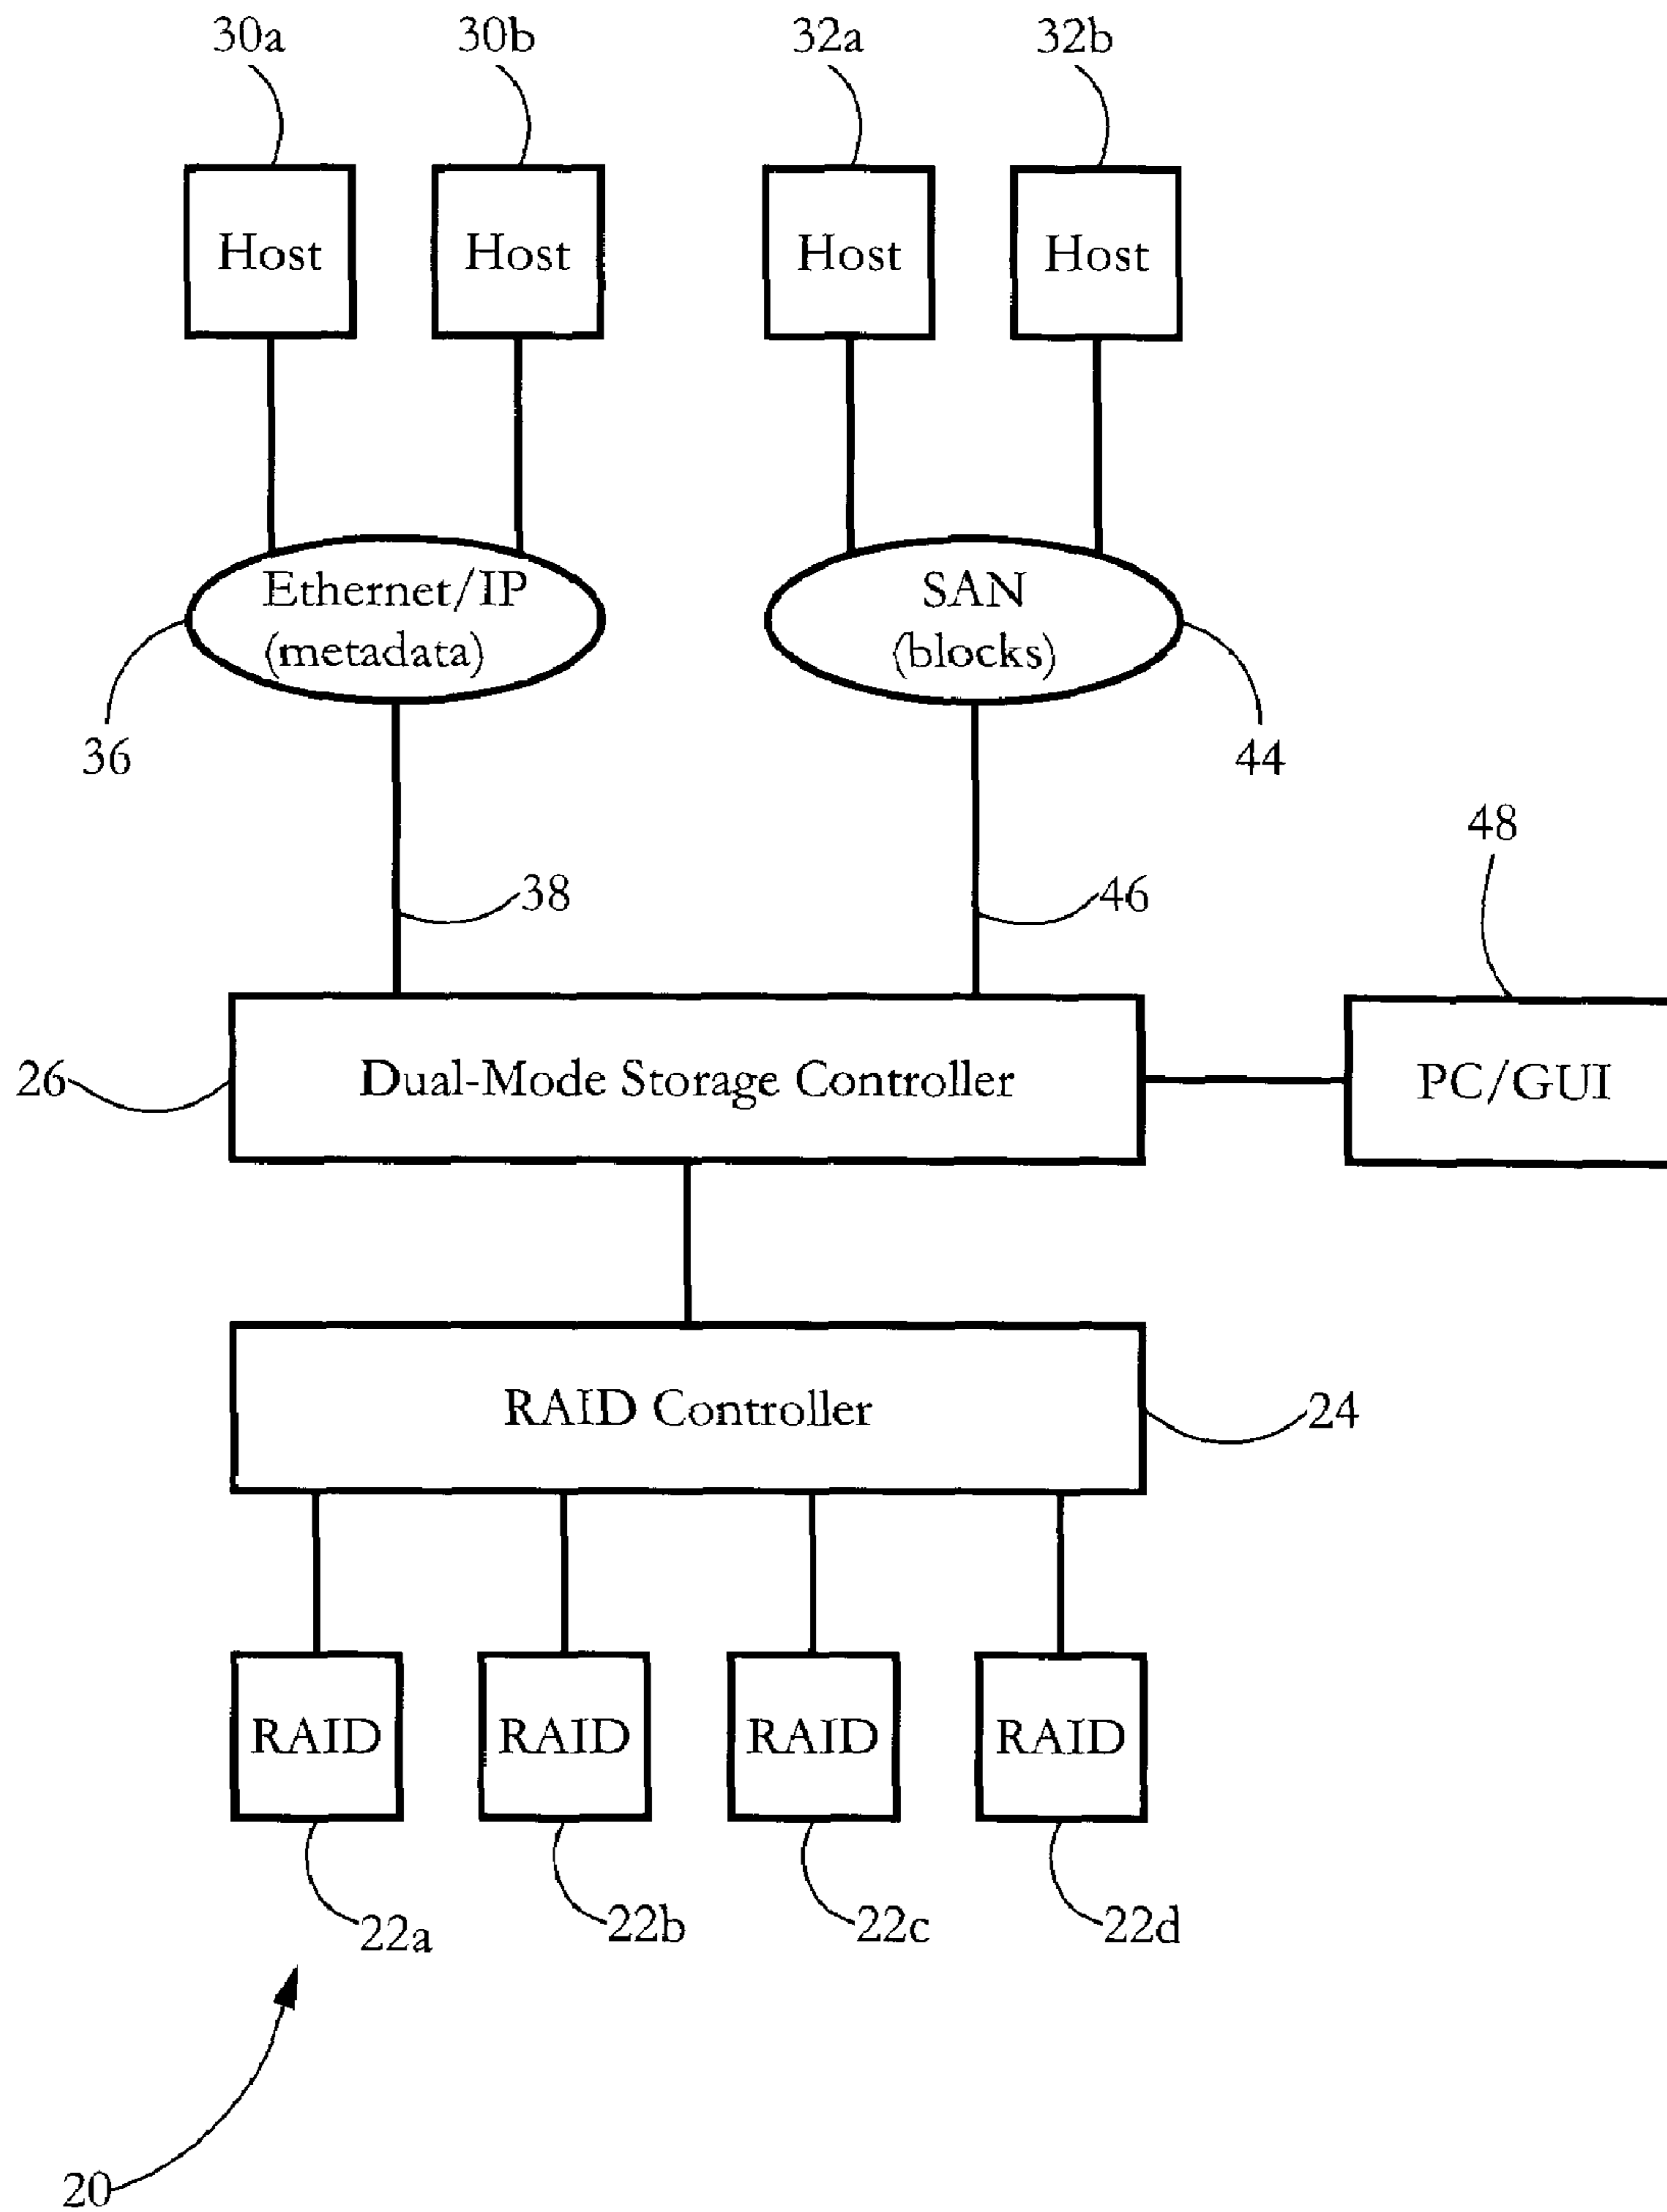 30a 30b 32a 32b
Host Host Host Host
Ethernet/IP
(metadata)
SAN
(blocks)
36
44
48
38
46
26
Dual-Mode Storage Controller
PC/GUI
RAID Controller
24
RAID RAID RAID RAID
22a 22b 22c 22d
20